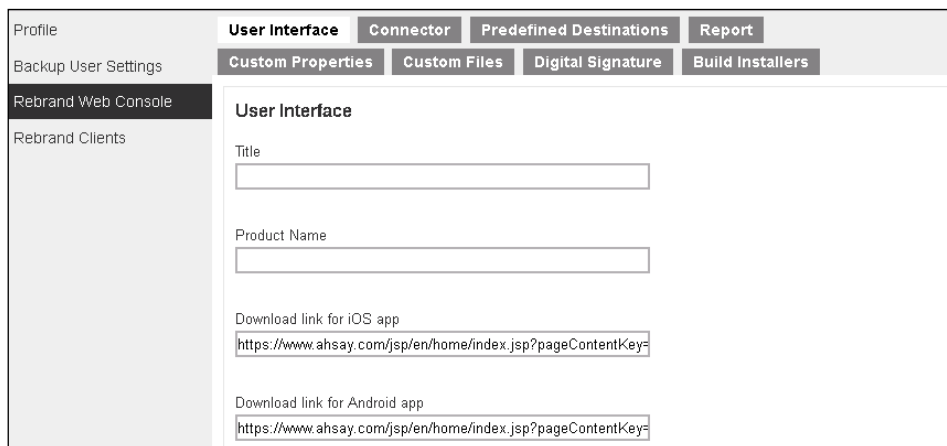 Profile
Backup User Settings
Rebrand Web Console
Rebrand Clients
User Interface Connector Predefined Destinations Report
Custom Properties Custom Files Digital Signature Build Installers
User Interface
Title
Product Name
Download link for iOS app
https://www.ahsay.com/jsp/en/home/index.jsp?pageContentKey=
Download link for Android app
https://www.ahsay.com/jsp/en/home/index.jsp?pageContentKey=